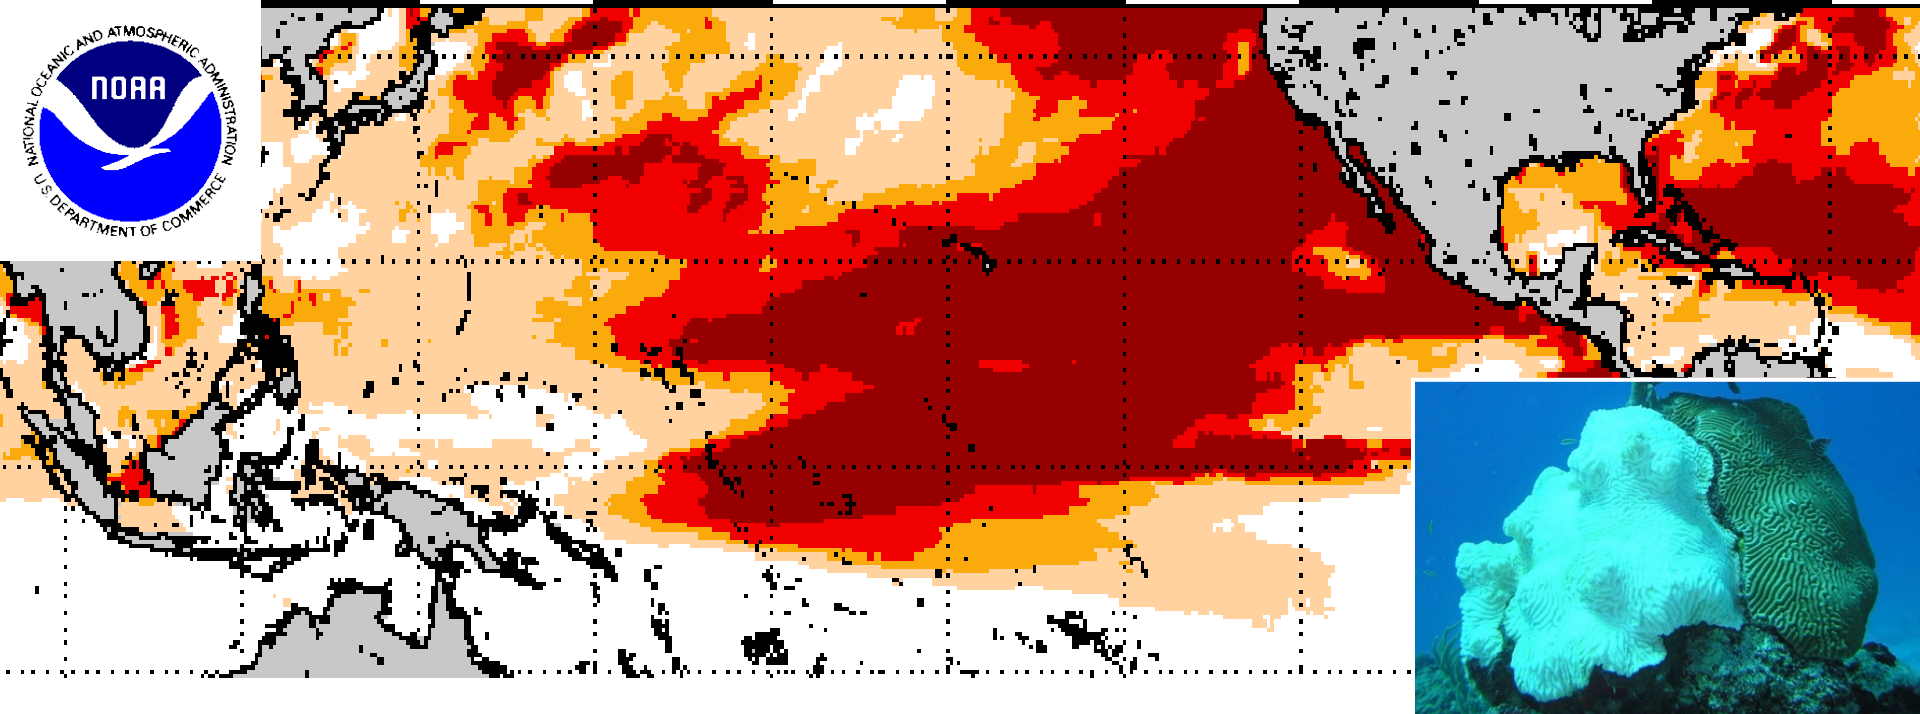 NATIONAL OCEANIC AND ATMOSPHERIC ADMINISTRATION
NOAA
U.S. DEPARTMENT OF COMMERCE